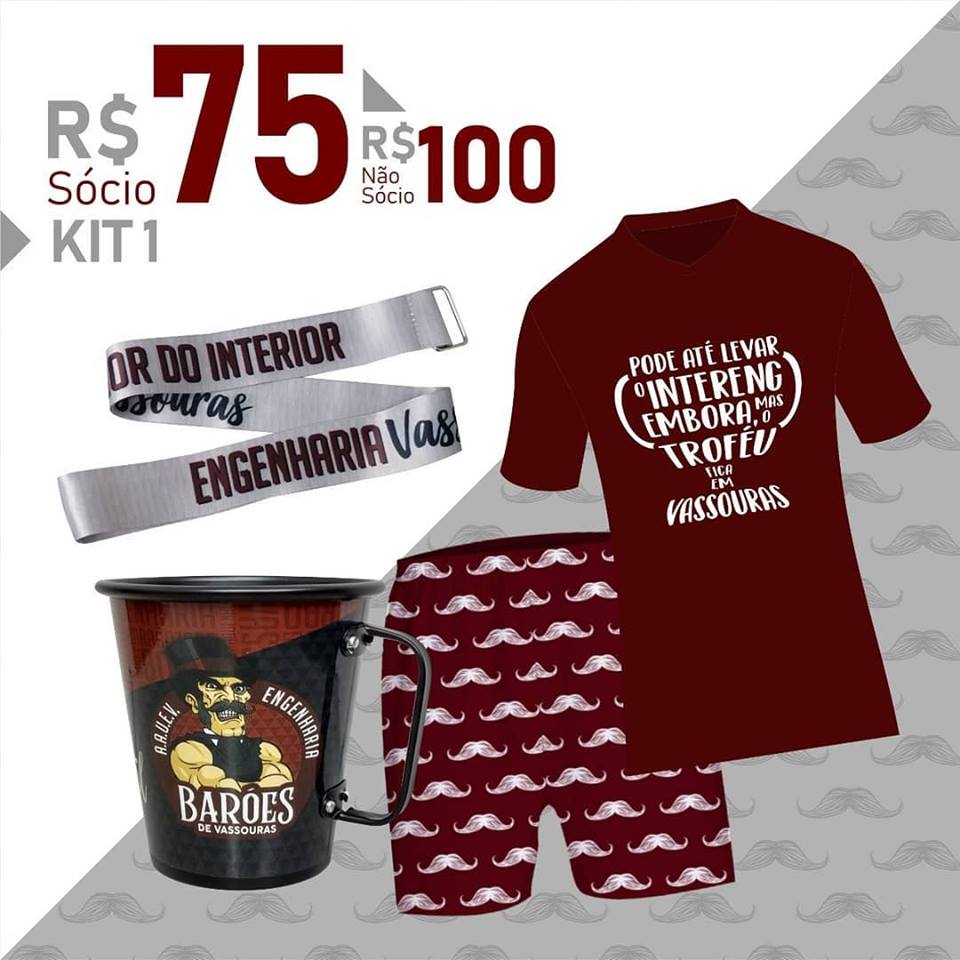 R$ 75
Sócio
R$ 100
Não
Sócio
KIT 1
OR DO INTERIOR
ssouras
ENGENHARIA Vas
PODE ATÉ LEVAR
O INTERENG
EMBORA, MAS O
TROFÉU
FICA
EM
VASSOURAS
A.A.U.E.V. ENGENHARIA
BARÕES
DE VASSOURAS